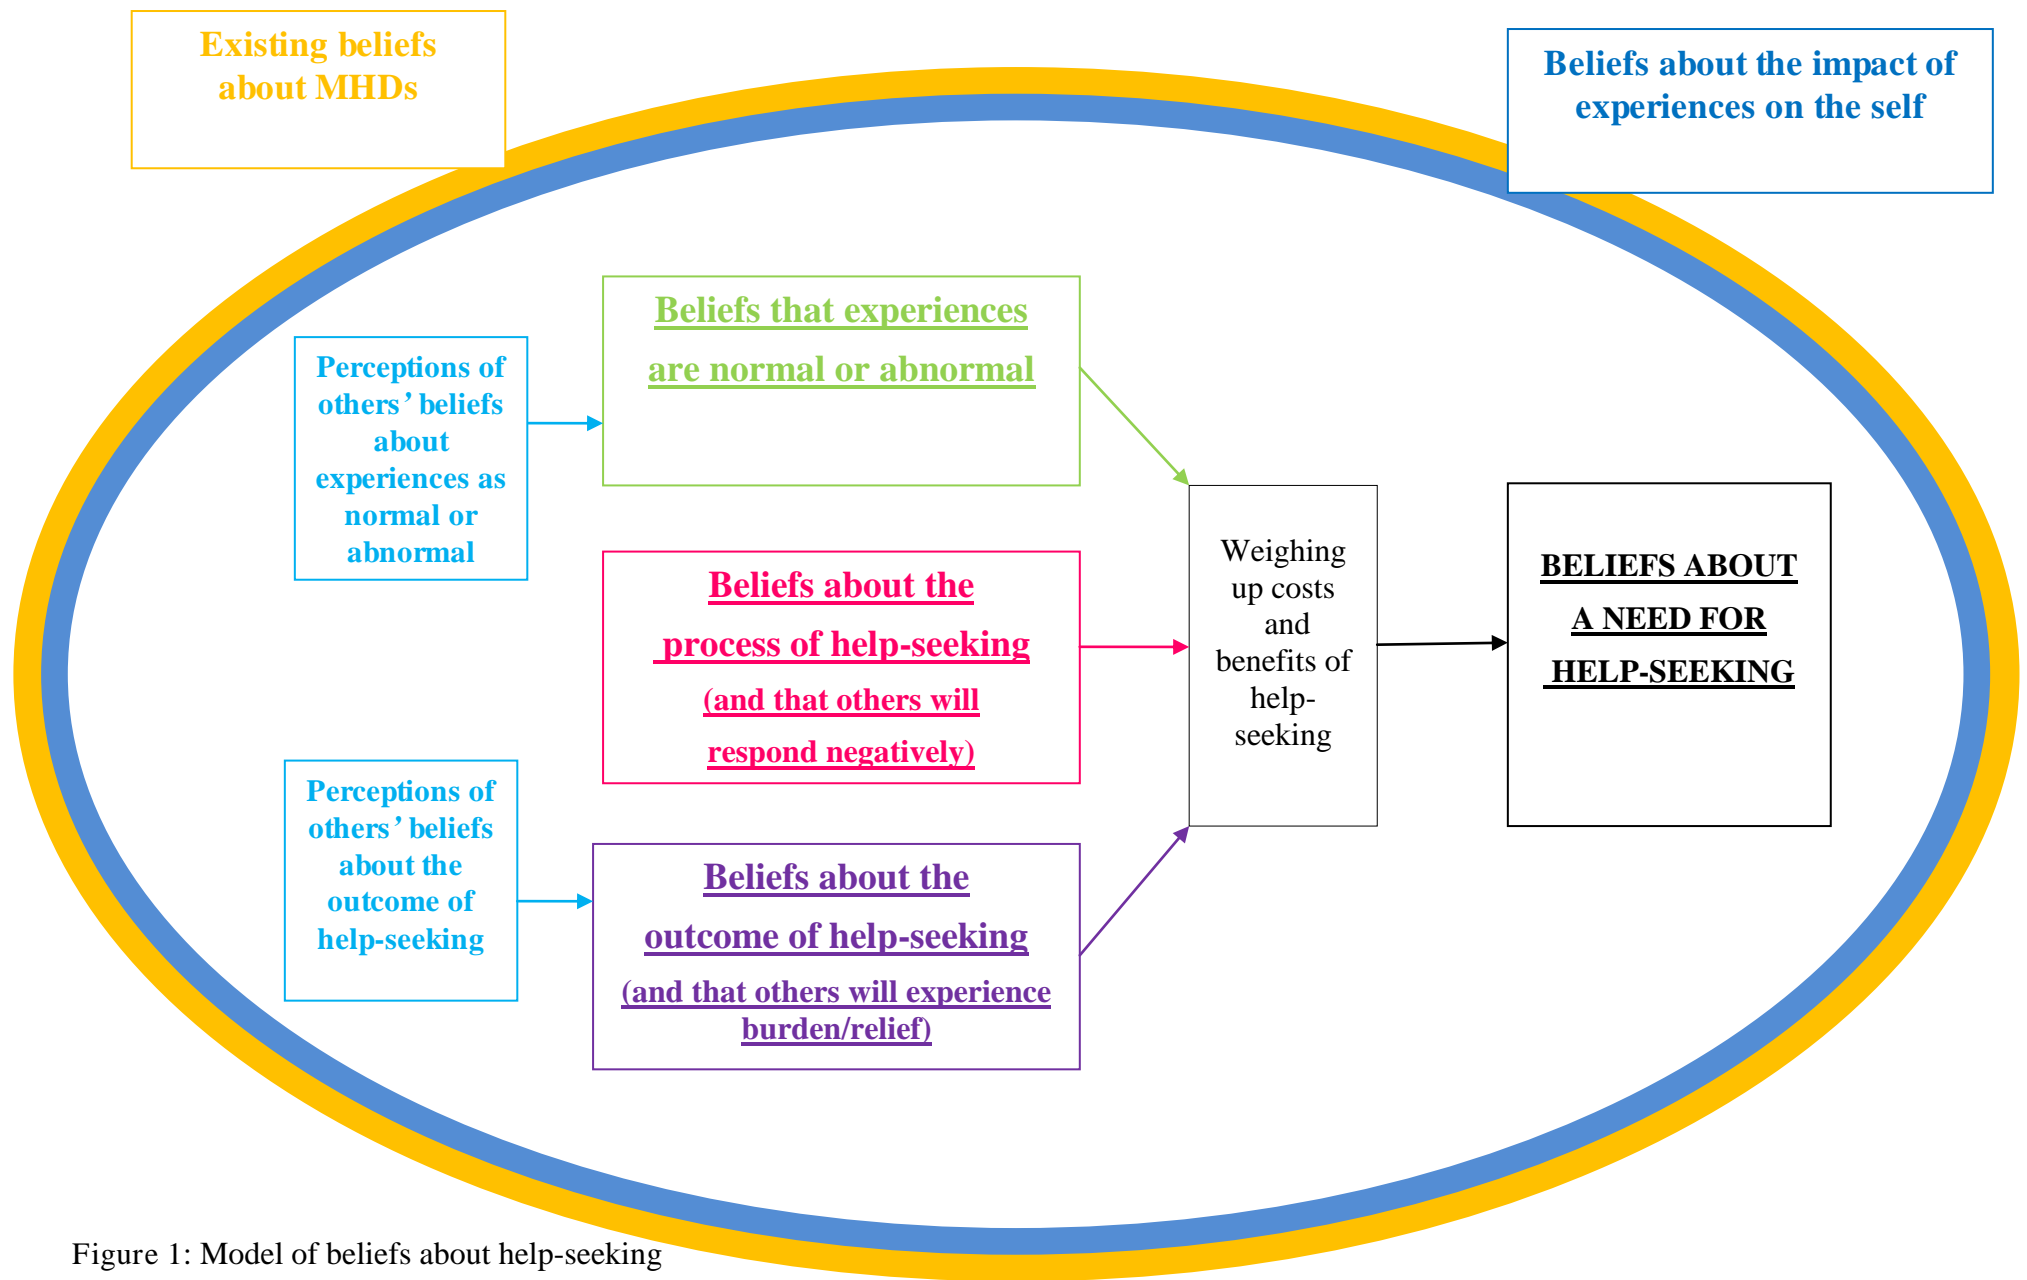 Existing beliefs
about MHDs
Beliefs about the impact of
experiences on the self
Perceptions of
others’ beliefs
about
experiences as
normal or
abnormal
Beliefs that experiences
are normal or abnormal
Beliefs about the
process of help-seeking
(and that others will
respond negatively)
Perceptions of
others’ beliefs
about the
outcome of
help-seeking
Beliefs about the
outcome of help-seeking
(and that others will experience
burden/relief)
Weighing
up costs
and
benefits of
help-
seeking
BELIEFS ABOUT
A NEED FOR
HELP-SEEKING
Figure 1: Model of beliefs about help-seeking